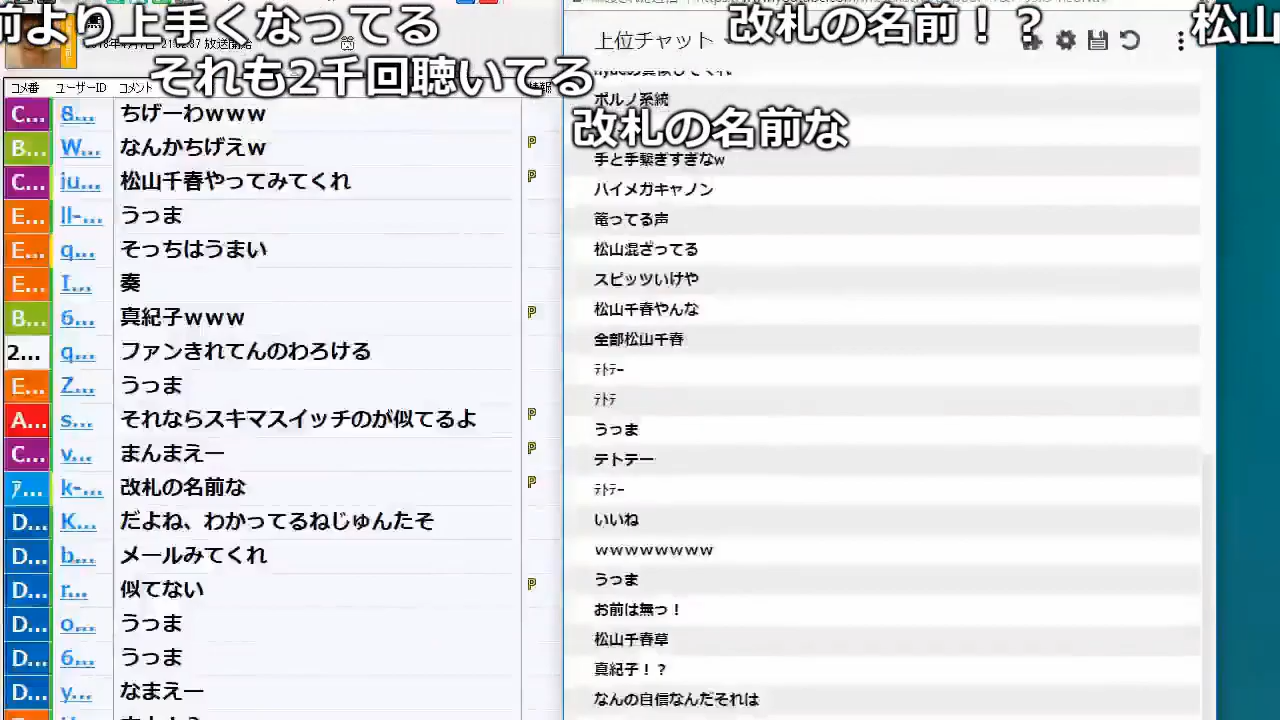 前より上手くなってる
改札の名前！？
松山
それも2千回聴いてる
改札の名前な
上位チャット
コメ番 ユーザーID コメント
C... 8... ちげーわｗｗｗ
B... W... なんかちげえｗ P
C... ju... 松山千春やってみてくれ P
E... ll-... うっま
E... q... そっちはうまい
E... I... 奏
B... 6... 真紀子ｗｗｗ P
2... q... ファンきれてんのわろける
E... Z... うっま
A... s... それならスキマスイッチのが似てるよ P
C... v... まんまえー P
ｱ... k-... 改札の名前な P
D... K... だよね、わかってるねじゅんたそ
D... b... メールみてくれ
D... r... 似てない P
D... o... うっま
D... 6... うっま
D... y... なまえー
ポルノ系統
手と手繋ぎすぎなw
ハイメガキャノン
篭ってる声
松山混ざってる
スピッツいけや
松山千春やんな
全部松山千春
ﾃﾄﾃｰ
ﾃﾄﾃ
うっま
テトテー
ﾃﾄﾃｰ
いいね
ｗｗｗｗｗｗｗｗ
うっま
お前は無っ！
松山千春草
真紀子！？
なんの自信なんだそれは